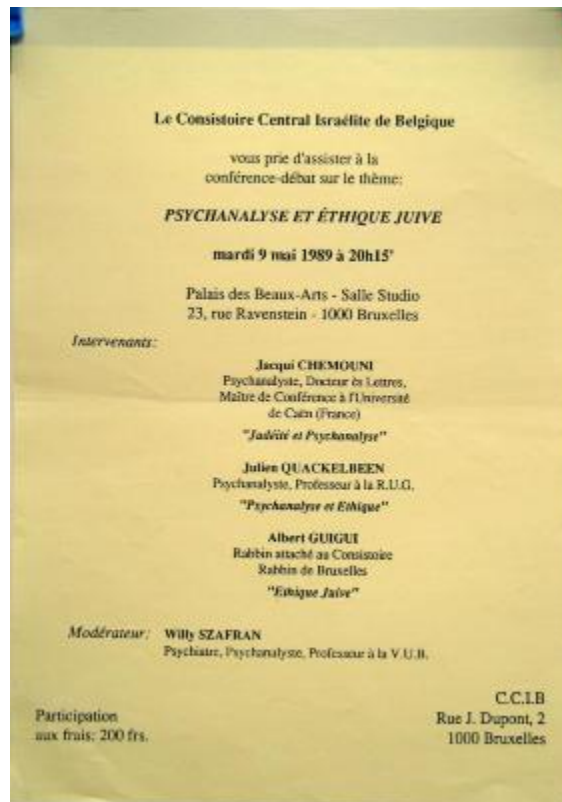 Le Consistoire Central Israélite de Belgique
vous prie d'assister à la
conférence-débat sur le thème:
PSYCHANALYSE ET ÉTHIQUE JUIVE
mardi 9 mai 1989 à 20h15'
Palais des Beaux-Arts - Salle Studio
23, rue Ravenstein - 1000 Bruxelles
Intervenants:
Jacqui CHEMOUNI
Psychanalyste, Docteur ès Lettres,
Maître de Conférence à l'Université
de Caën (France)
"Judéité et Psychanalyse"
Julien QUACKELBEEN
Psychanalyste, Professeur à la R.U.G.
"Psychanalyse et Ethique"
Albert GUIGUI
Rabbin attaché au Consistoire
Rabbin de Bruxelles
"Ethique Juive"
Modérateur: Willy SZAFRAN
Psychiatre, Psychanalyste, Professeur à la V.U.B.
Participation
aux frais: 200 frs.
C.C.I.B
Rue J. Dupont, 2
1000 Bruxelles